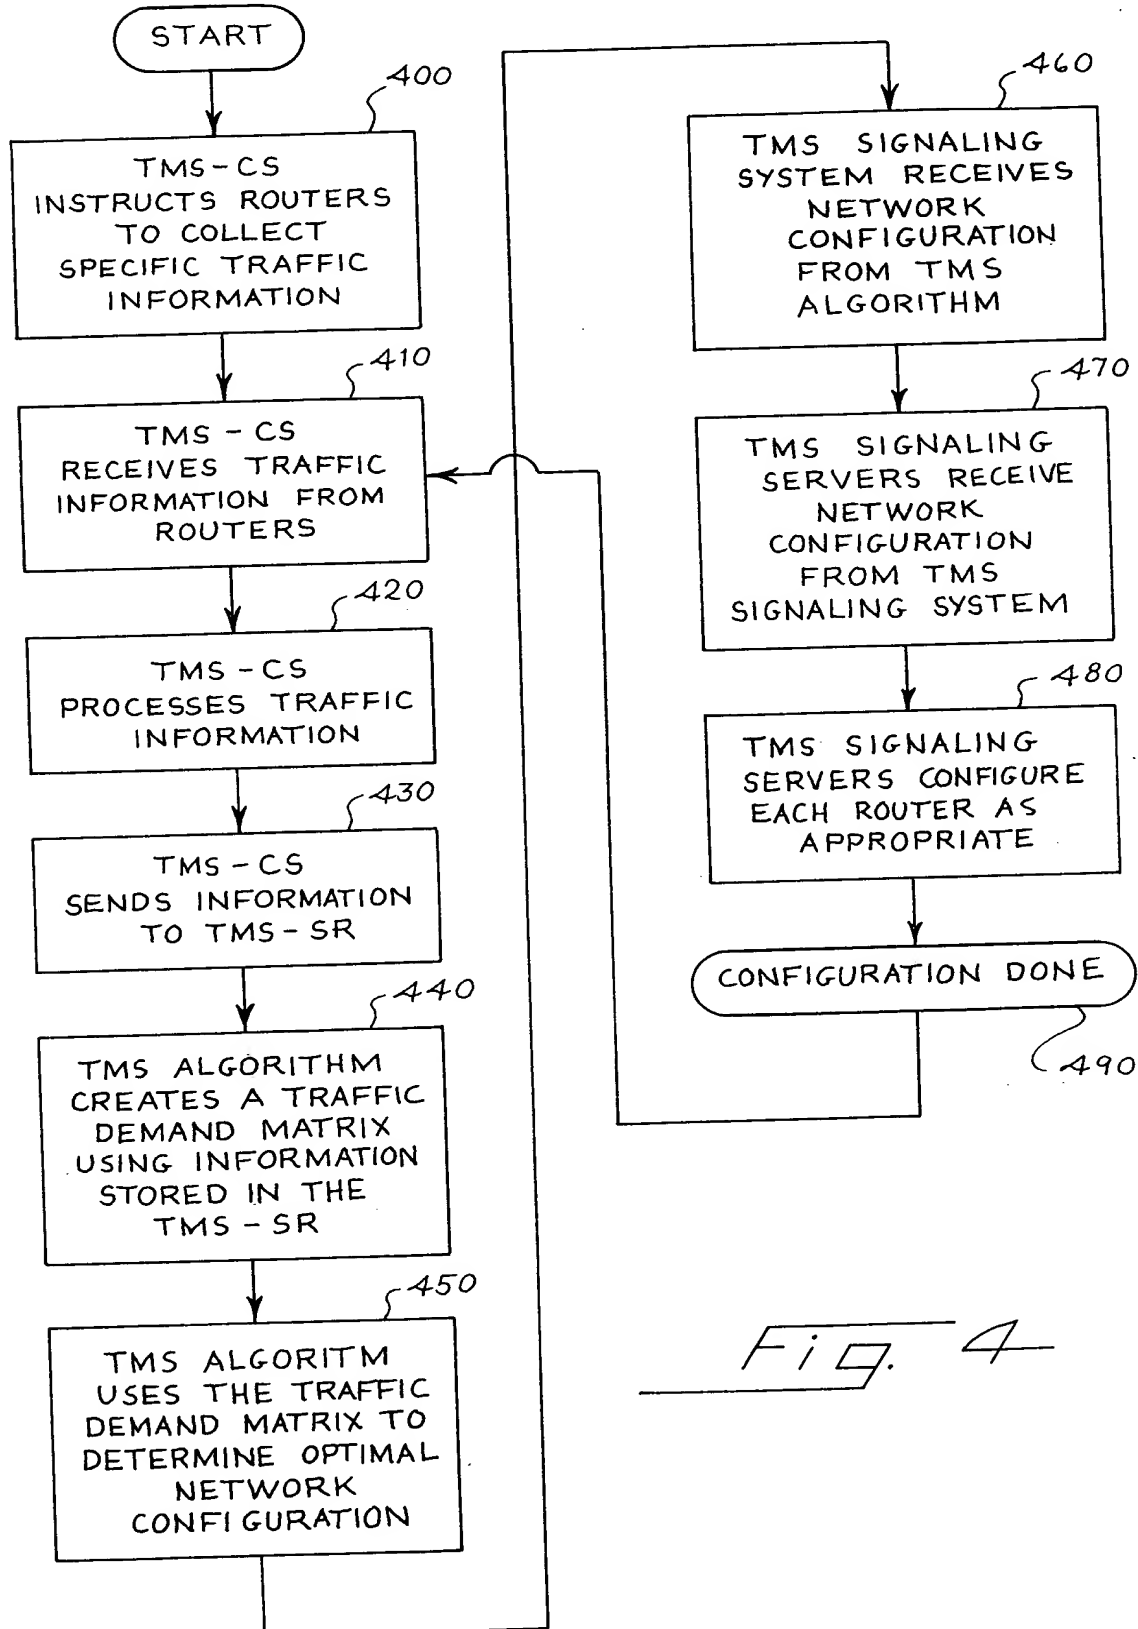 START
400
TMS-CS
INSTRUCTS ROUTERS
TO COLLECT
SPECIFIC TRAFFIC
INFORMATION
410
TMS-CS
RECEIVES TRAFFIC
INFORMATION FROM
ROUTERS
420
TMS-CS
PROCESSES TRAFFIC
INFORMATION
430
TMS-CS
SENDS INFORMATION
TO TMS-SR
440
TMS ALGORITHM
CREATES A TRAFFIC
DEMAND MATRIX
USING INFORMATION
STORED IN THE
TMS-SR
450
TMS ALGORITM
USES THE TRAFFIC
DEMAND MATRIX TO
DETERMINE OPTIMAL
NETWORK
CONFIGURATION
460
TMS SIGNALING
SYSTEM RECEIVES
NETWORK
CONFIGURATION
FROM TMS
ALGORITHM
470
TMS SIGNALING
SERVERS RECEIVE
NETWORK
CONFIGURATION
FROM TMS
SIGNALING SYSTEM
480
TMS SIGNALING
SERVERS CONFIGURE
EACH ROUTER AS
APPROPRIATE
CONFIGURATION DONE
490
Fig. 4